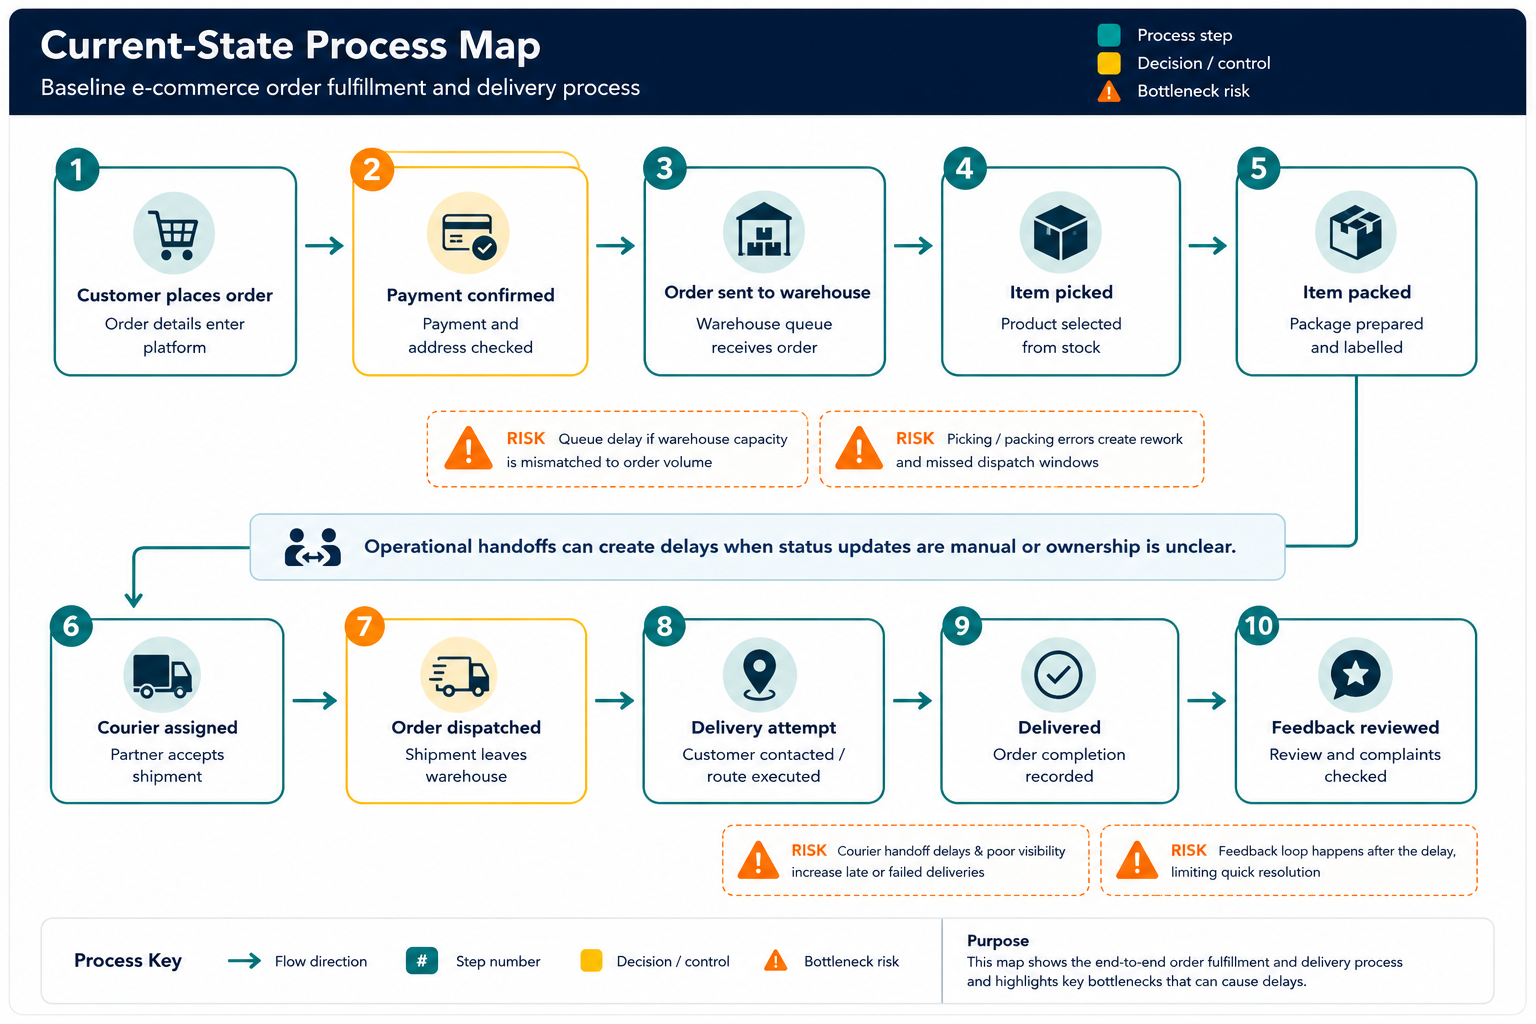 Current-State Process Map
Baseline e-commerce order fulfillment and delivery process
Process step
Decision / control
Bottleneck risk
1
Customer places order
Order details enter
platform
2
Payment confirmed
Payment and
address checked
3
Order sent to warehouse
Warehouse queue
receives order
4
Item picked
Product selected
from stock
5
Item packed
Package prepared
and labelled
RISK Queue delay if warehouse capacity
is mismatched to order volume
RISK Picking / packing errors create rework
and missed dispatch windows
Operational handoffs can create delays when status updates are manual or ownership is unclear.
6
Courier assigned
Partner accepts
shipment
7
Order dispatched
Shipment leaves
warehouse
8
Delivery attempt
Customer contacted /
route executed
9
Delivered
Order completion
recorded
10
Feedback reviewed
Review and complaints
checked
RISK Courier handoff delays & poor visibility
increase late or failed deliveries
RISK Feedback loop happens after the delay,
limiting quick resolution
Process Key
Flow direction
#
Step number
Decision / control
Bottleneck risk
Purpose
This map shows the end-to-end order fulfillment and delivery process
and highlights key bottlenecks that can cause delays.